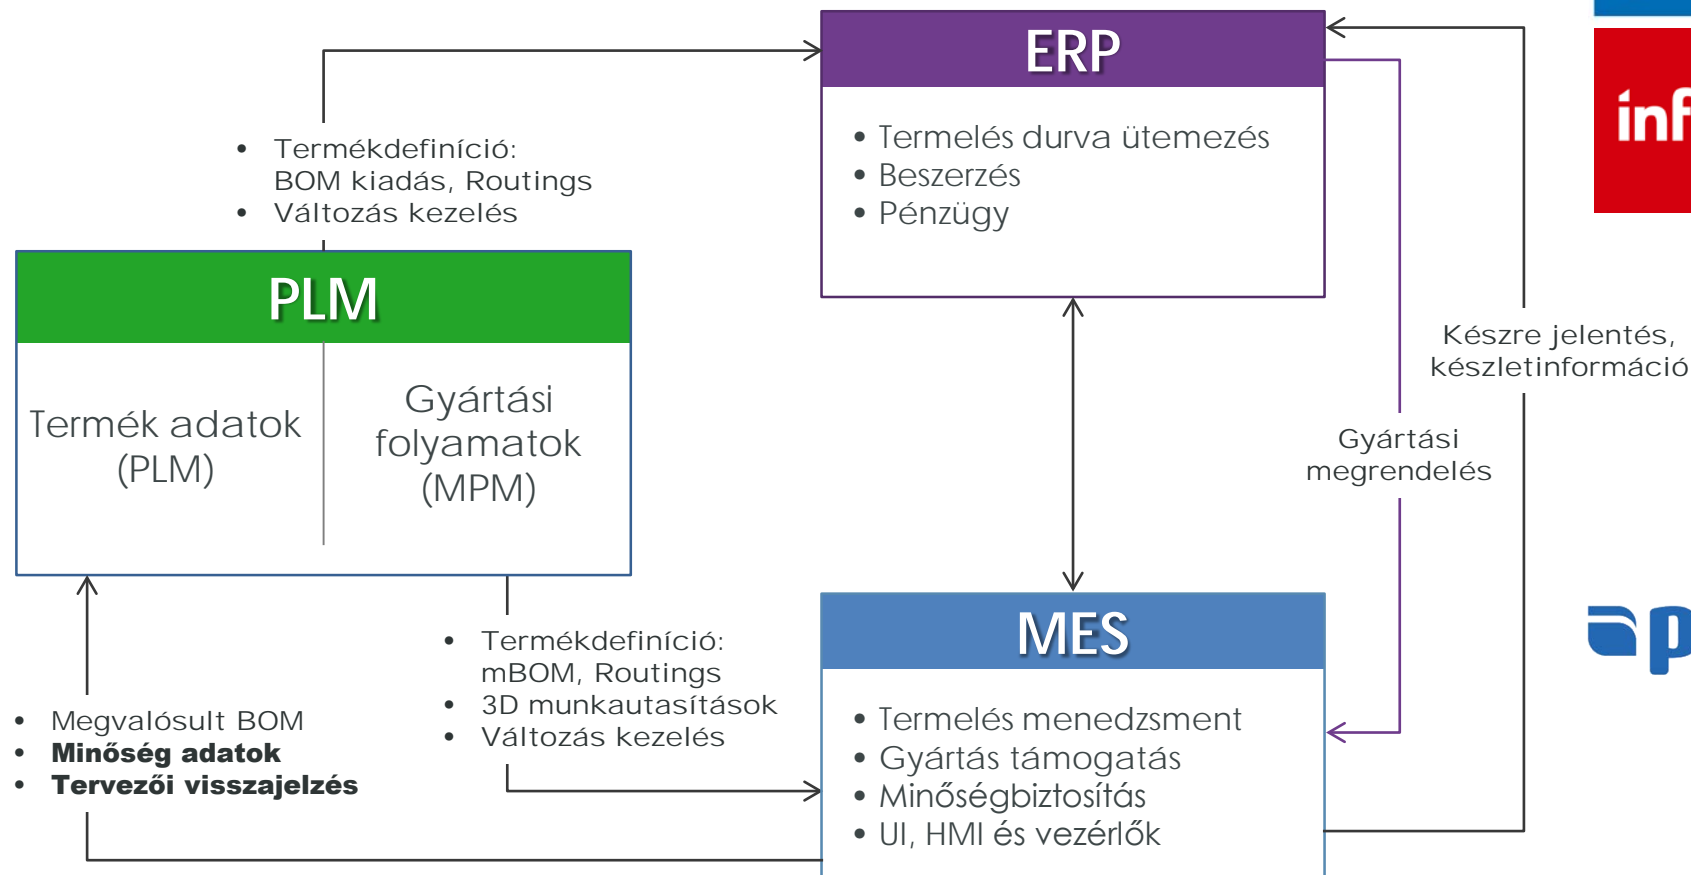 ERP
• Termelés durva ütemezés
• Beszerzés
• Pénzügy
• Termékdefiníció:
BOM kiadás, Routings
• Változás kezelés
PLM
Termék adatok
(PLM)
Gyártási
folyamatok
(MPM)
Készre jelentés,
készletinformáció
Gyártási
megrendelés
• Termékdefiníció:
mBOM, Routings
• 3D munkautasítások
• Változás kezelés
• Megvalósult BOM
• Minőség adatok
• Tervezői visszajelzés
MES
• Termelés menedzsment
• Gyártás támogatás
• Minőségbiztosítás
• UI, HMI és vezérlők